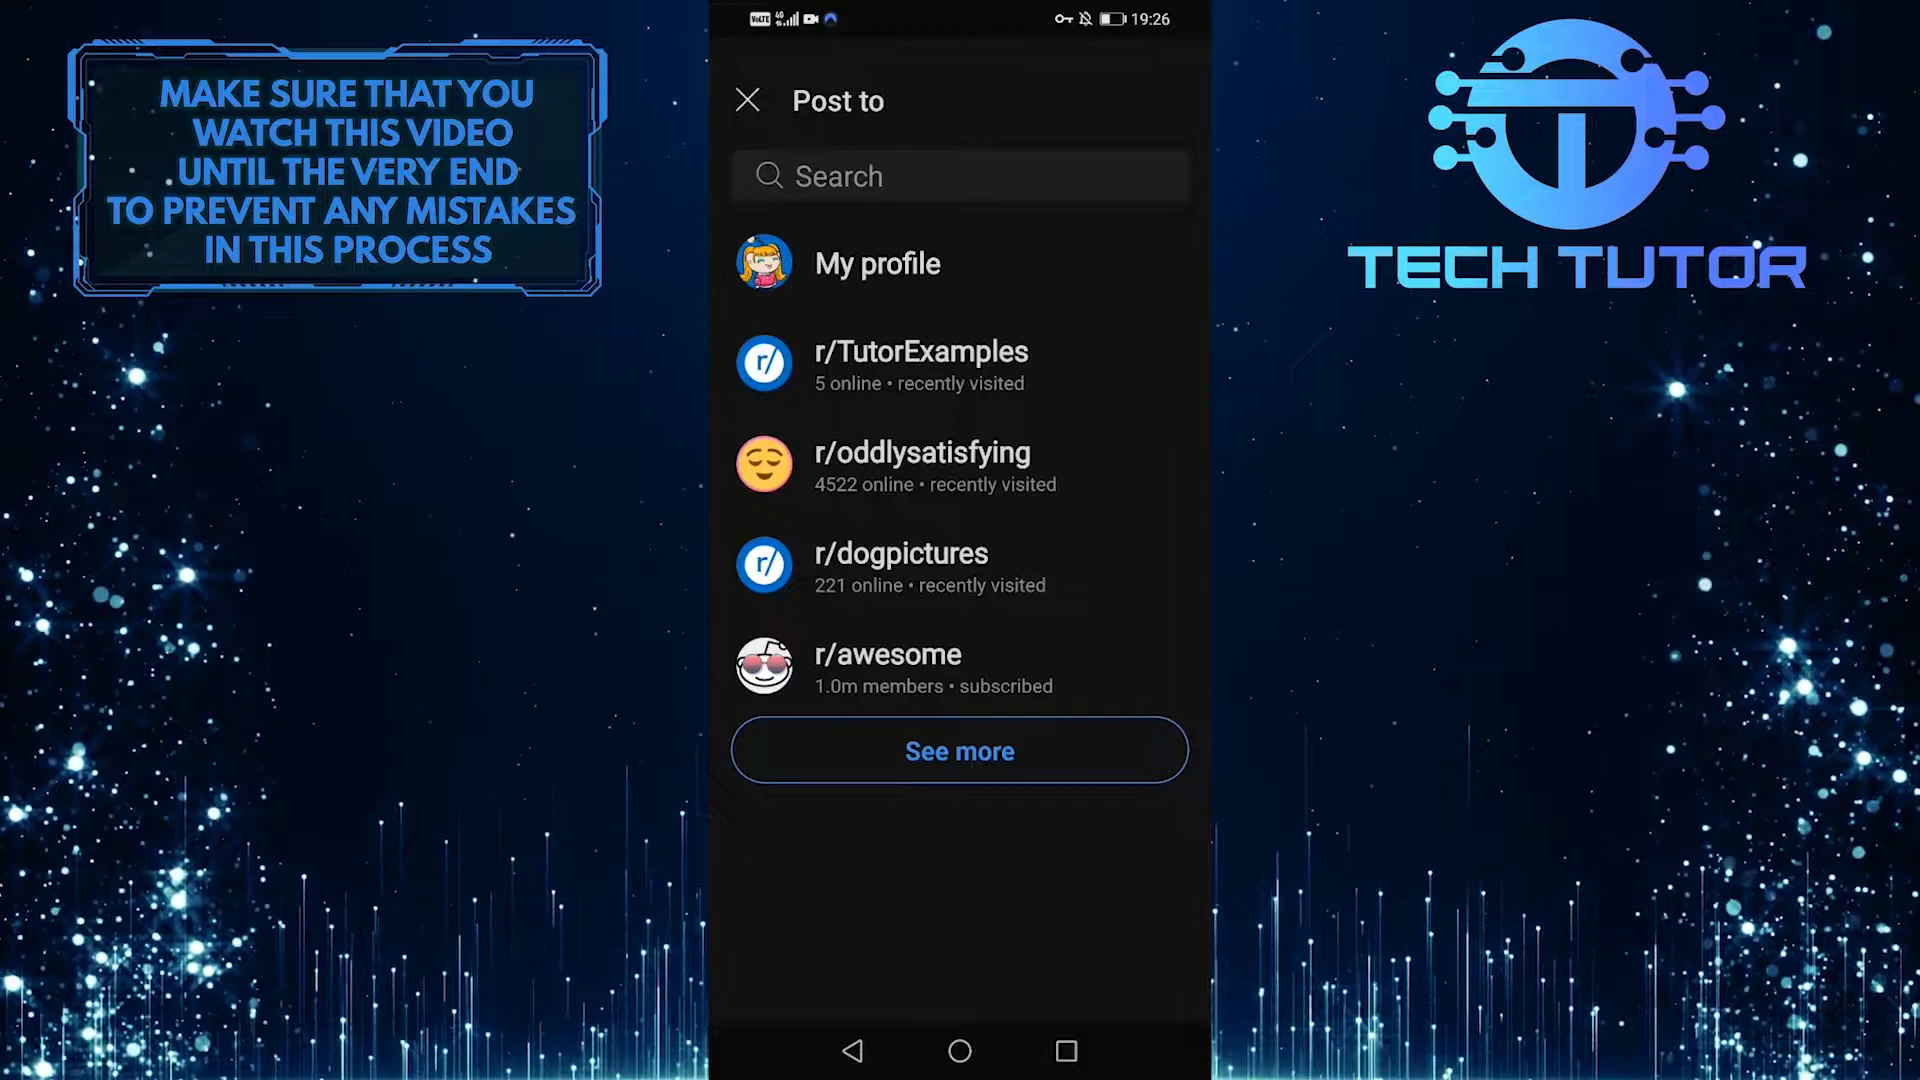 MAKE SURE THAT YOU
WATCH THIS VIDEO
UNTIL THE VERY END
TO PREVENT ANY MISTAKES
IN THIS PROCESS
VoLTE 4G 19:26
Post to
Search
My profile
r/ r/TutorExamples
5 online • recently visited
r/oddlysatisfying
4522 online • recently visited
r/ r/dogpictures
221 online • recently visited
r/awesome
1.0m members • subscribed
See more
TECH TUTOR